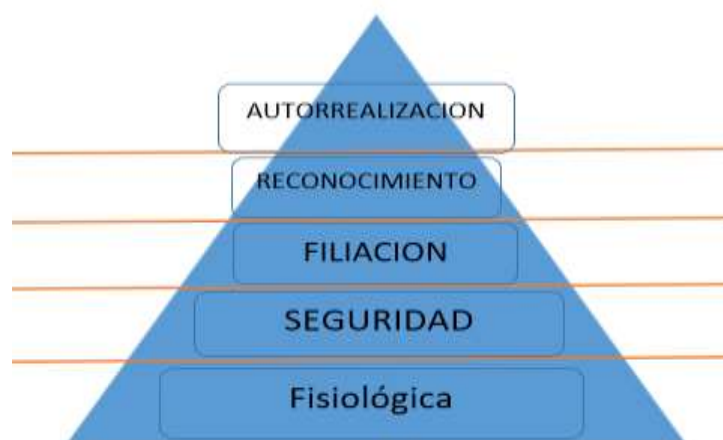 AUTORREALIZACION
RECONOCIMIENTO
FILIACION
SEGURIDAD
Fisiológica